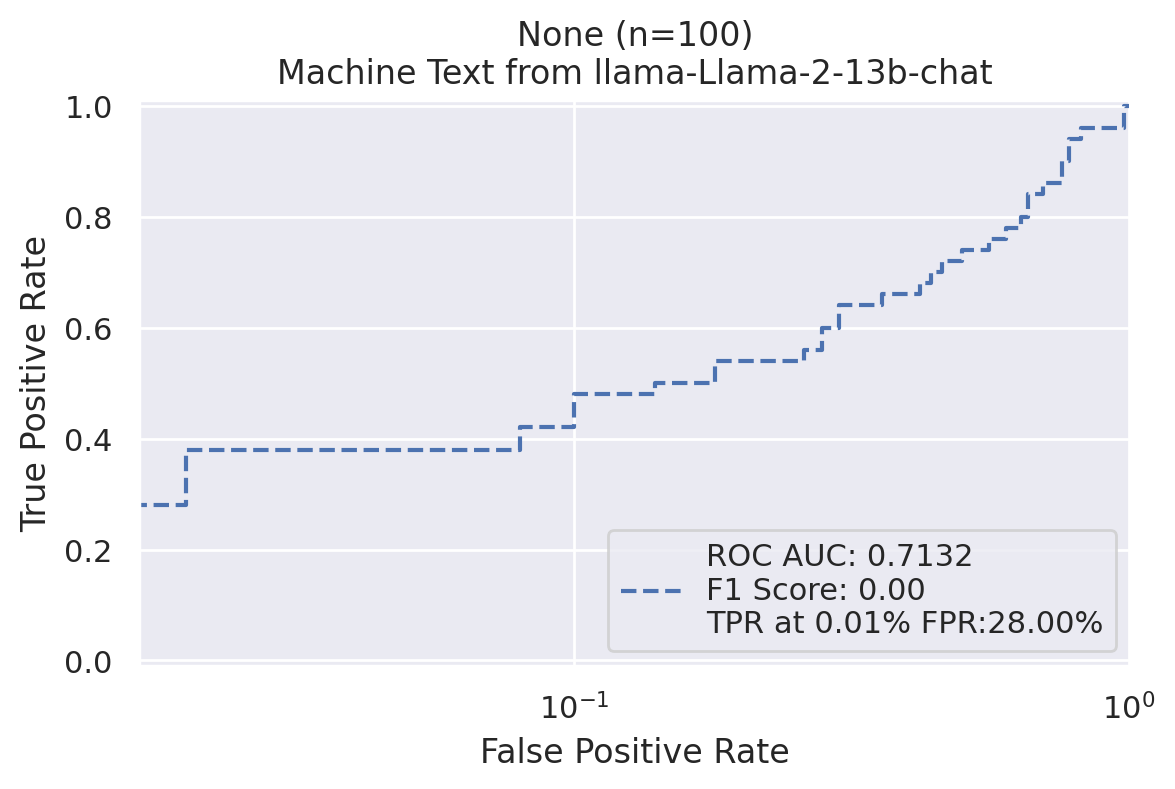 None (n=100)
Machine Text from llama-Llama-2-13b-chat
1.0
0.8
0.6
0.4
0.2
0.0
True Positive Rate
ROC AUC: 0.7132
F1 Score: 0.00
TPR at 0.01% FPR:28.00%
10⁻¹
10⁰
False Positive Rate